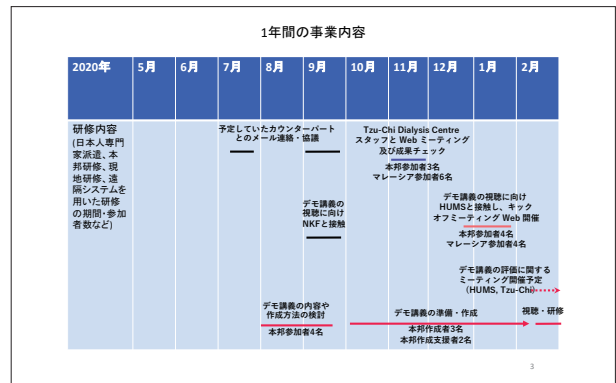 1年間の事業内容
2020年 5月 6月 7月 8月 9月 10月 11月 12月 1月 2月
研修内容
(日本人専門
家派遣、本
邦研修、現
地研修、遠
隔システムを
用いた研修
の期間・参加
者数など)
予定していたカウンターパート
とのメール連絡・協議
Tzu-Chi Dialysis Centre
スタッフと Web ミーティング
及び成果チェック
本邦参加者3名
マレーシア参加者6名
デモ講義の
視聴に向け
NKFと接触
デモ講義の視聴に向け
HUMSと接触し、キック
オフミーティング Web 開催
本邦参加者4名
マレーシア参加者4名
デモ講義の評価に関する
ミーティング開催予定
（HUMS, Tzu-Chi)
デモ講義の内容や
作成方法の検討
本邦参加者4名
デモ講義の準備・作成
本邦作成者3名
本邦作成支援者2名
視聴・研修
3